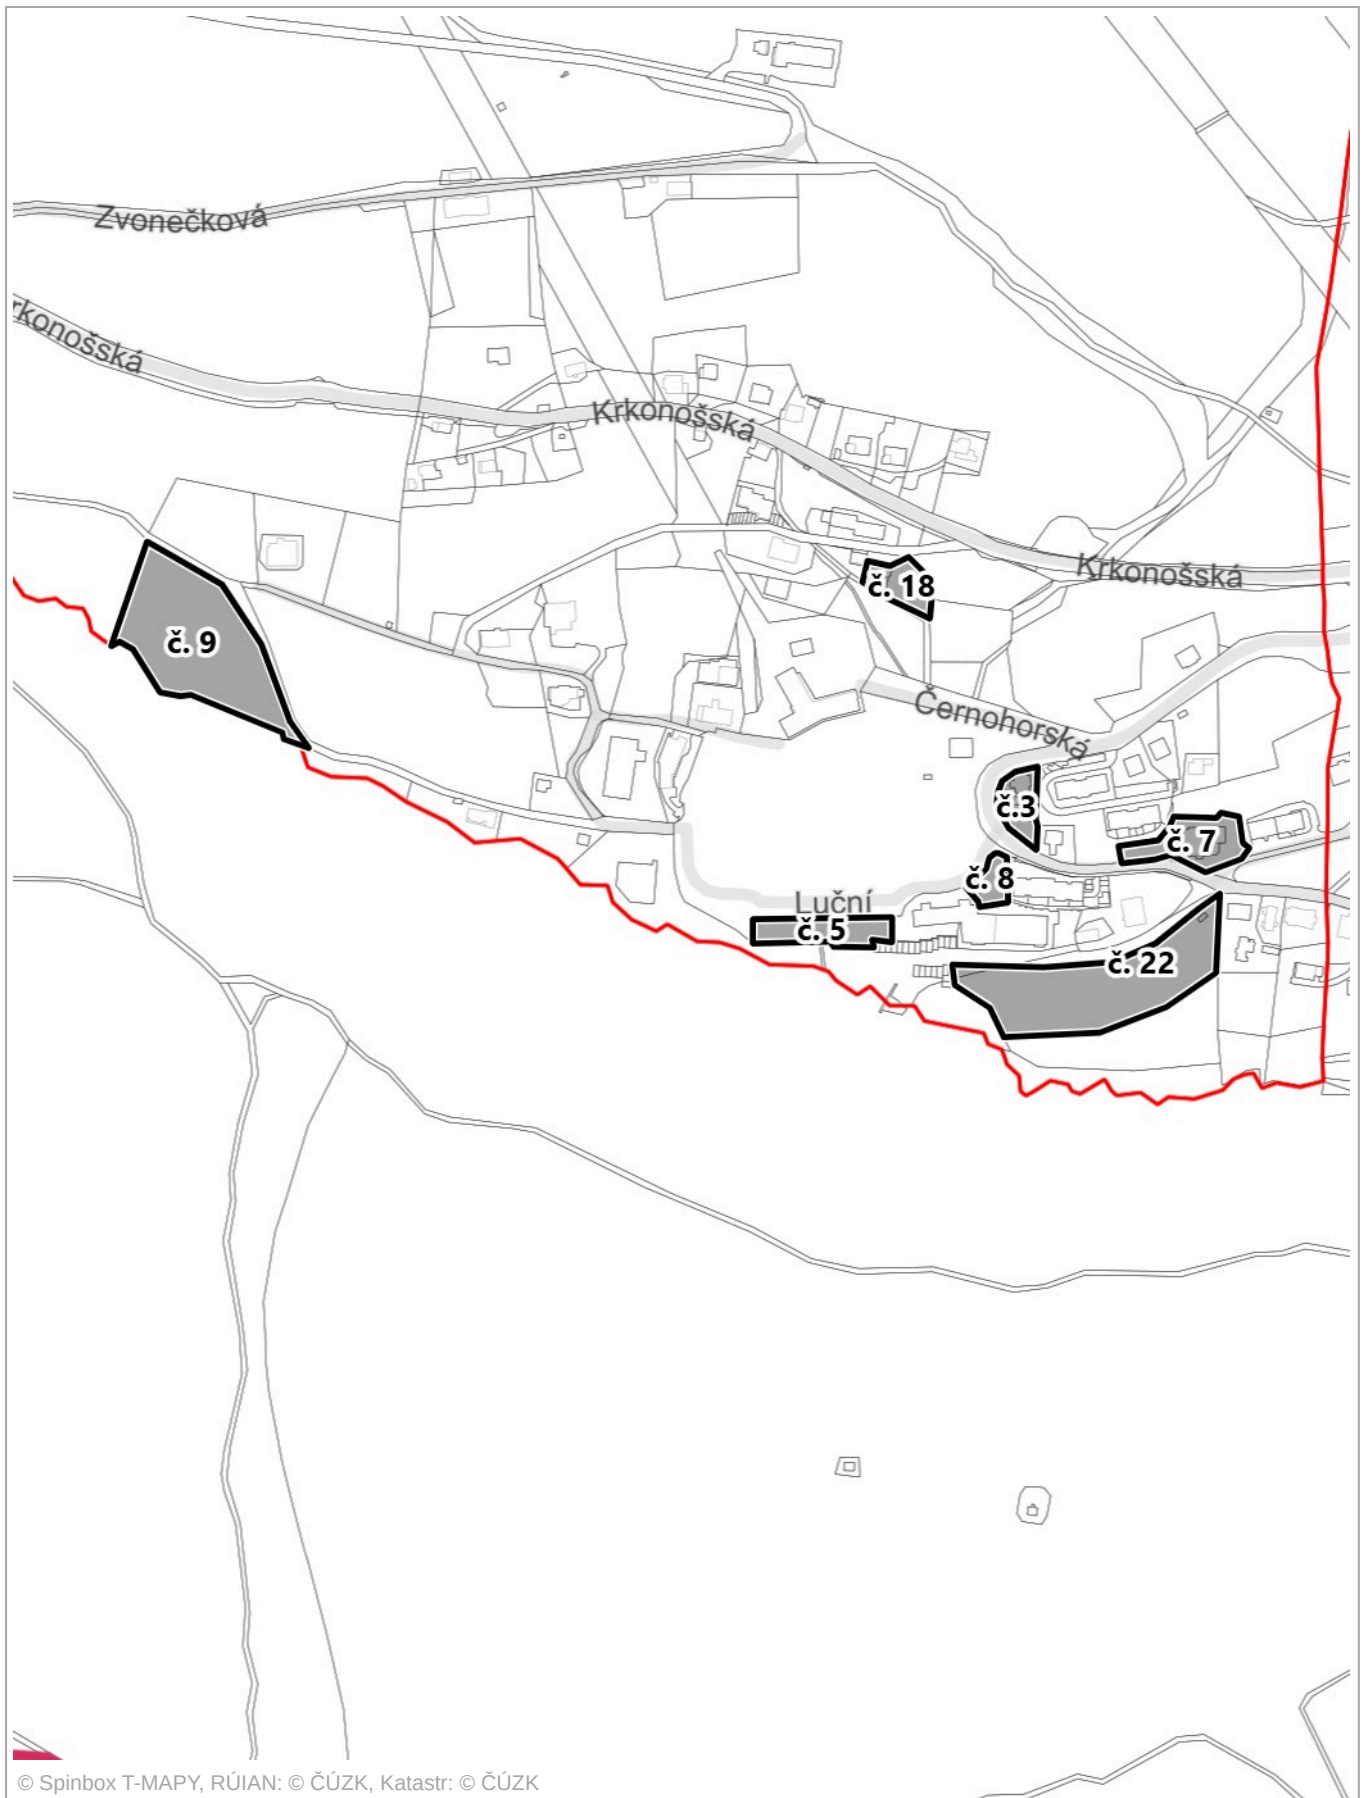 Zvonečková
rkonošská
Krkonošská
Krkonošská
č. 18
č. 9
Černohorská
č.3
č. 7
č. 8
Luční
č. 5
č. 22
© Spinbox T-MAPY, RÚIAN: © ČÚZK, Katastr: © ČÚZK